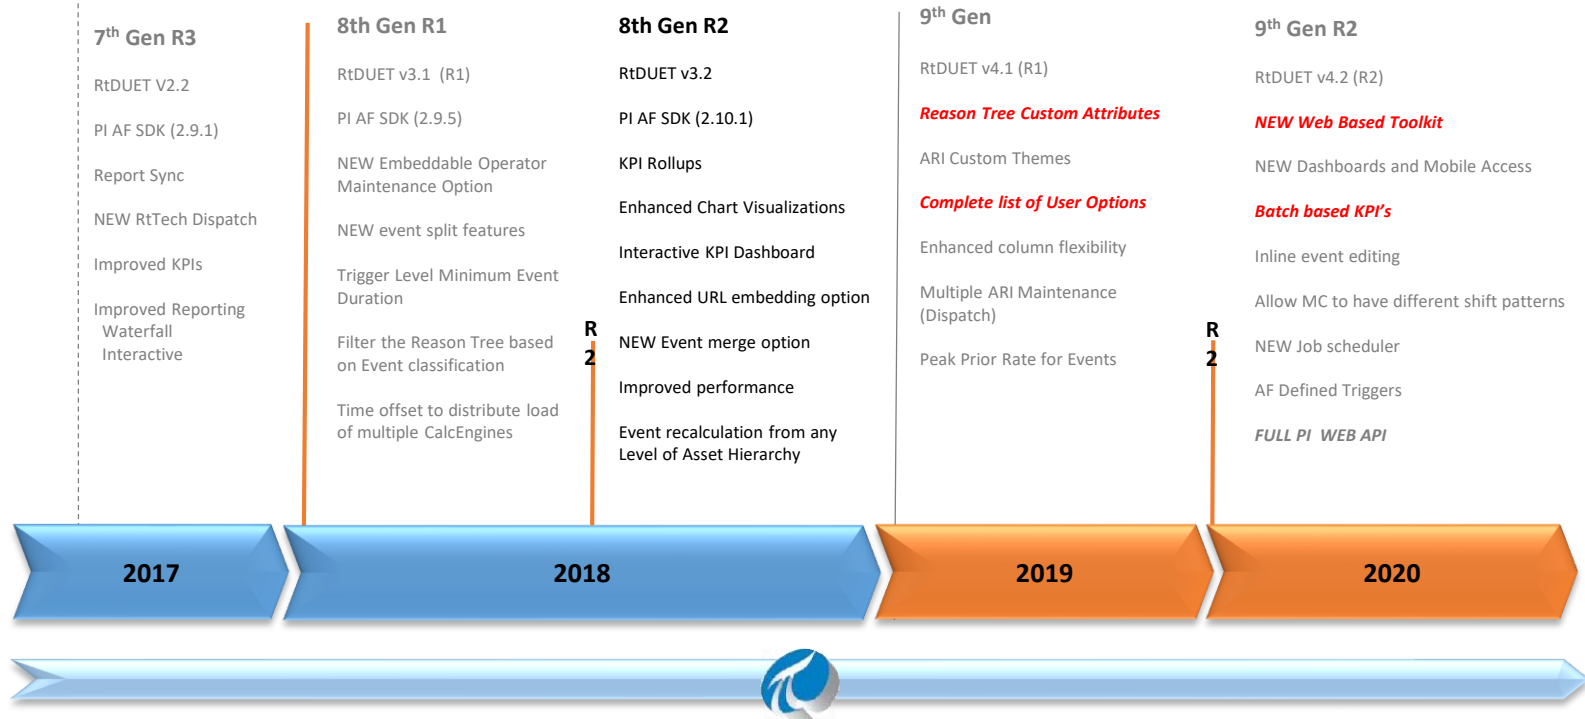 7th Gen R3
RtDUET V2.2
PI AF SDK (2.9.1)
Report Sync
NEW RtTech Dispatch
Improved KPIs
Improved Reporting
Waterfall
Interactive
8th Gen R1
RtDUET v3.1 (R1)
PI AF SDK (2.9.5)
NEW Embeddable Operator
Maintenance Option
NEW event split features
Trigger Level Minimum Event
Duration
Filter the Reason Tree based
on Event classification
Time offset to distribute load
of multiple CalcEngines
R
2
8th Gen R2
RtDUET v3.2
PI AF SDK (2.10.1)
KPI Rollups
Enhanced Chart Visualizations
Interactive KPI Dashboard
Enhanced URL embedding option
NEW Event merge option
Improved performance
Event recalculation from any
Level of Asset Hierarchy
9th Gen
RtDUET v4.1 (R1)
Reason Tree Custom Attributes
ARI Custom Themes
Complete list of User Options
Enhanced column flexibility
Multiple ARI Maintenance
(Dispatch)
Peak Prior Rate for Events
R
2
9th Gen R2
RtDUET v4.2 (R2)
NEW Web Based Toolkit
NEW Dashboards and Mobile Access
Batch based KPI's
Inline event editing
Allow MC to have different shift patterns
NEW Job scheduler
AF Defined Triggers
FULL PI WEB API
2017
2018
2019
2020